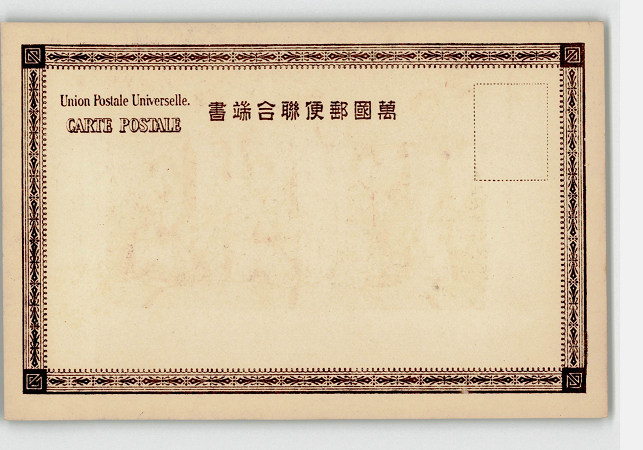 Union Postale Universelle.
CARTE POSTALE
萬國郵便聯合端書